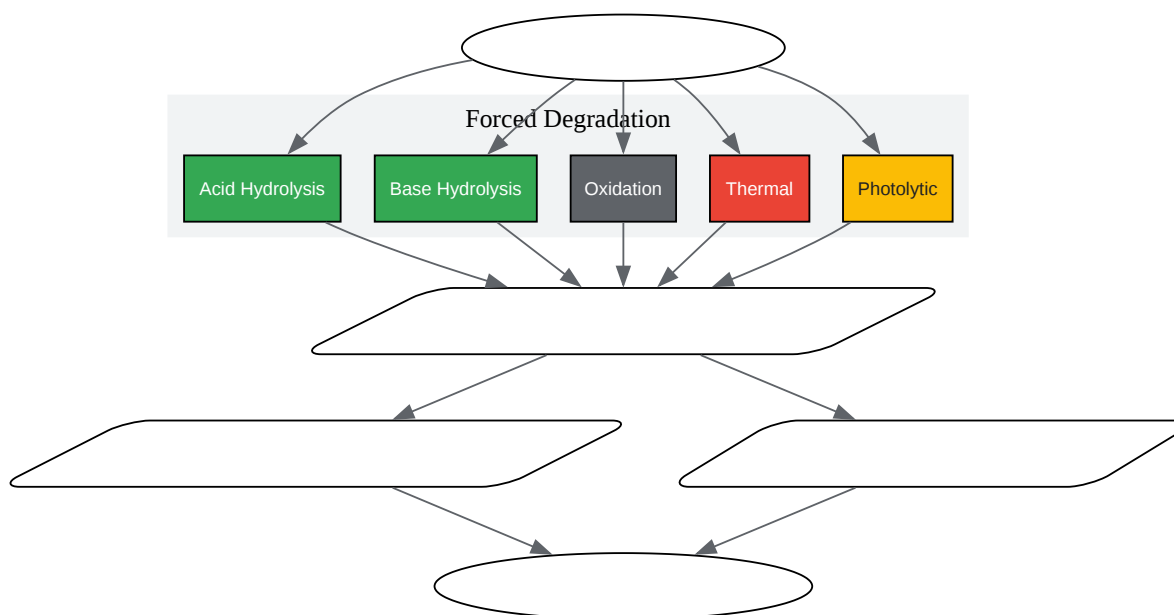 Forced Degradation
Acid Hydrolysis
Base Hydrolysis
Oxidation
Thermal
Photolytic